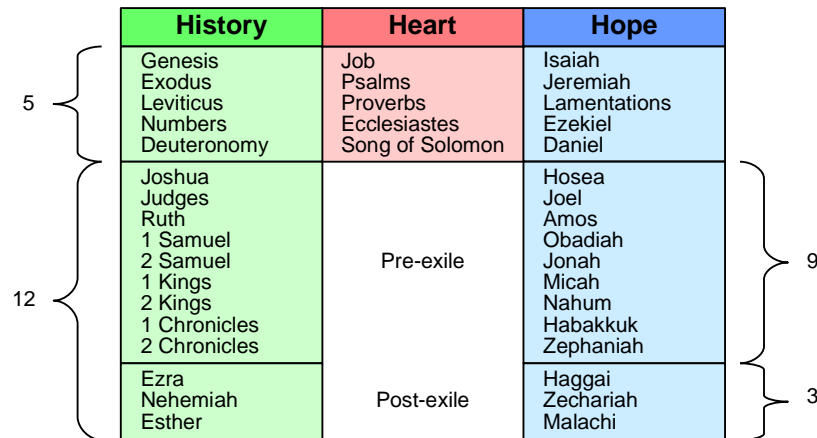 History
Heart
Hope
Genesis
Exodus
Leviticus
Numbers
Deuteronomy
Job
Psalms
Proverbs
Ecclesiastes
Song of Solomon
Isaiah
Jeremiah
Lamentations
Ezekiel
Daniel
5
Joshua
Judges
Ruth
1 Samuel
2 Samuel
1 Kings
2 Kings
1 Chronicles
2 Chronicles
Pre-exile
Hosea
Joel
Amos
Obadiah
Jonah
Micah
Nahum
Habakkuk
Zephaniah
9
12
Ezra
Nehemiah
Esther
Post-exile
Haggai
Zechariah
Malachi
3